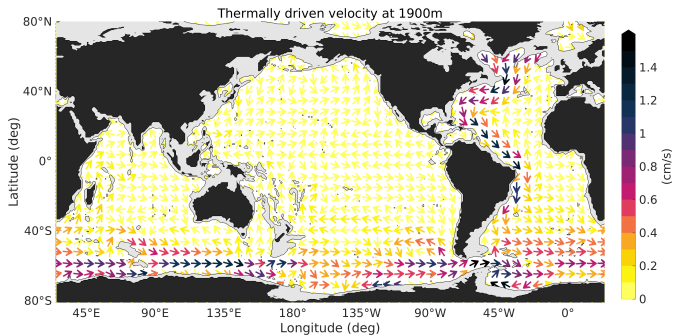 Thermally driven velocity at 1900m
80°N
40°N
0°
40°S
80°S
Latitude (deg)
45°E
90°E
135°E
180°
135°W
90°W
45°W
0°
Longitude (deg)
1.4
1.2
1
0.8
0.6
0.4
0.2
0
(cm/s)